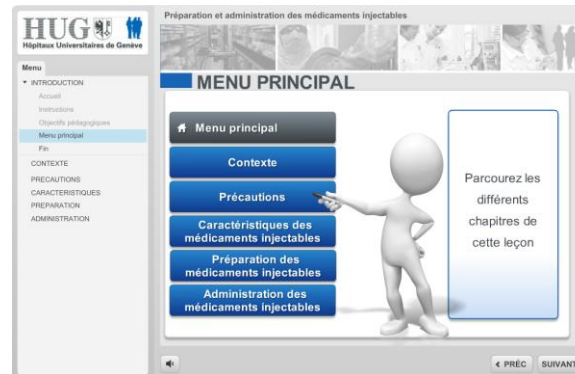 HUG
Hôpitaux Universitaires de Genève
Menu
INTRODUCTION
Accueil
Instructions
Objectifs pédagogiques
Menu principal
Fin
CONTEXTE
PRECAUTIONS
CARACTERISTIQUES
PREPARATION
ADMINISTRATION
Préparation et administration des médicaments injectables
MENU PRINCIPAL
Menu principal
Contexte
Précautions
Caractéristiques des
médicaments injectables
Préparation des
médicaments injectables
Administration des
médicaments injectables
Parcourez les
différents
chapitres de
cette leçon
PRÉC
SUIVANT